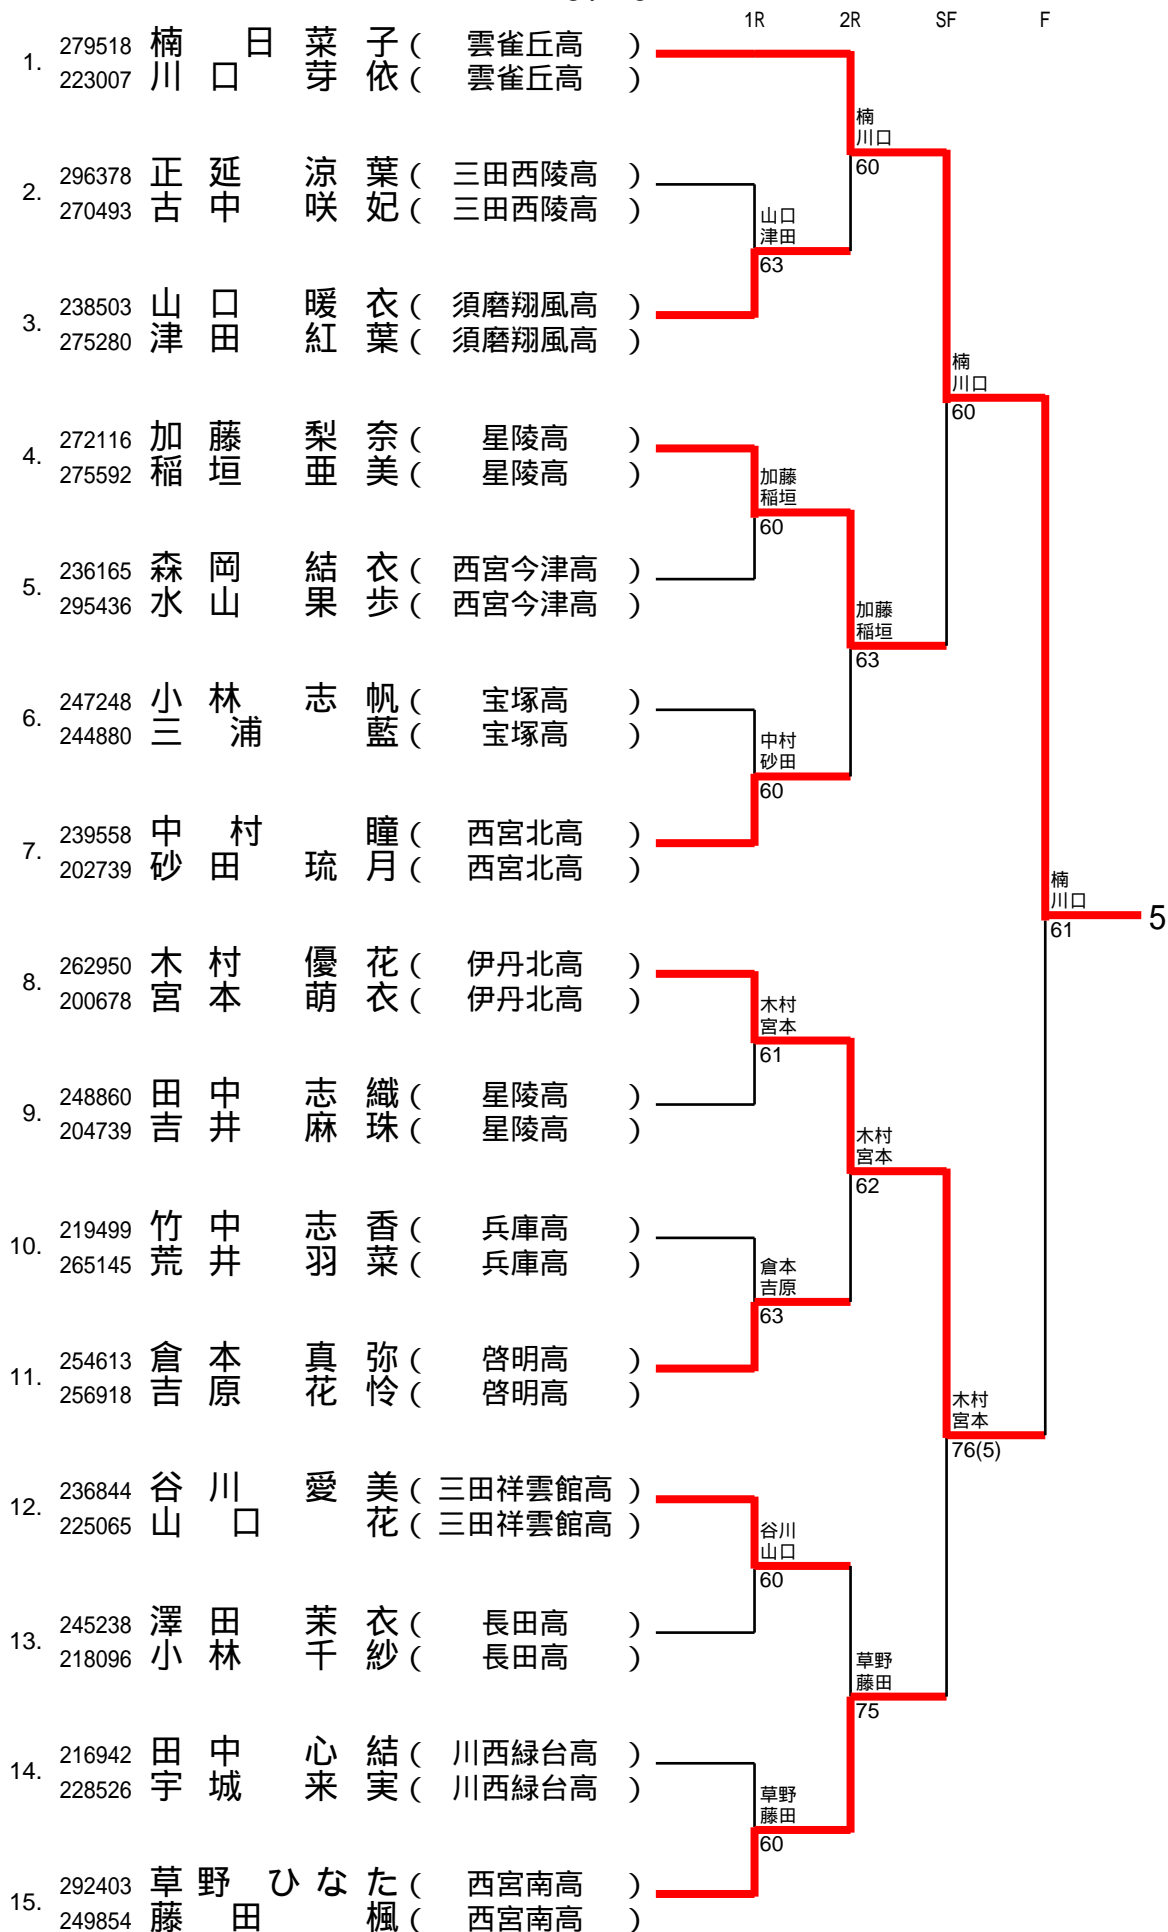 1R 2R SF F
1. 279518 楠 日菜子 ( 雲雀丘高 )
223007 川口 芽依 ( 雲雀丘高 )
楠
川口
60
2. 296378 正延 涼葉 ( 三田西陵高 )
270493 古中 咲妃 ( 三田西陵高 )
山口
津田
63
3. 238503 山口 暖衣 ( 須磨翔風高 )
275280 津田 紅葉 ( 須磨翔風高 )
楠
川口
60
4. 272116 加藤 梨奈 ( 星陵高 )
275592 稲垣 亜美 ( 星陵高 )
加藤
稲垣
60
5. 236165 森岡 結衣 ( 西宮今津高 )
295436 水山 果歩 ( 西宮今津高 )
加藤
稲垣
63
6. 247248 小林 志帆 ( 宝塚高 )
244880 三浦 藍 ( 宝塚高 )
中村
砂田
60
7. 239558 中村 瞳 ( 西宮北高 )
202739 砂田 琉月 ( 西宮北高 )
楠
川口
61
5
8. 262950 木村 優花 ( 伊丹北高 )
200678 宮本 萌衣 ( 伊丹北高 )
木村
宮本
61
9. 248860 田中 志織 ( 星陵高 )
204739 吉井 麻珠 ( 星陵高 )
木村
宮本
62
10. 219499 竹中 志香 ( 兵庫高 )
265145 荒井 羽菜 ( 兵庫高 )
倉本
吉原
63
11. 254613 倉本 真弥 ( 啓明高 )
256918 吉原 花怜 ( 啓明高 )
木村
宮本
76(5)
12. 236844 谷川 愛美 ( 三田祥雲館高 )
225065 山口 花 ( 三田祥雲館高 )
谷川
山口
60
13. 245238 澤田 茉衣 ( 長田高 )
218096 小林 千紗 ( 長田高 )
草野
藤田
75
14. 216942 田中 心結 ( 川西緑台高 )
228526 宇城 来実 ( 川西緑台高 )
草野
藤田
60
15. 292403 草野 ひなた ( 西宮南高 )
249854 藤田 楓 ( 西宮南高 )